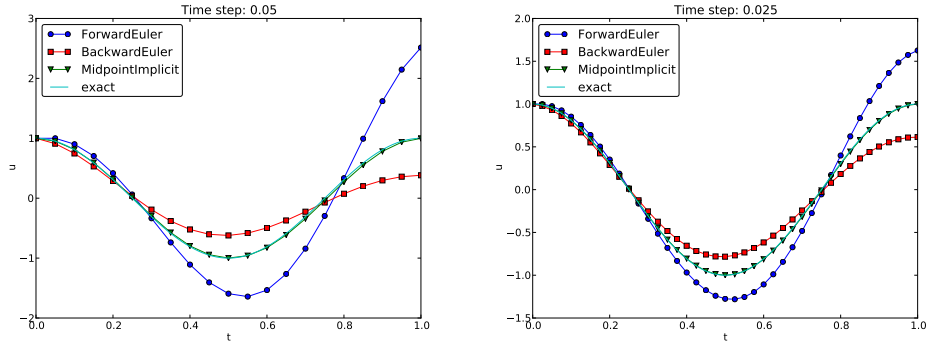 Time step: 0.05
3
2
1
0
−1
−2
0.0
0.2
0.4
0.6
0.8
1.0
t
u
ForwardEuler
BackwardEuler
MidpointImplicit
exact
Time step: 0.025
2.0
1.5
1.0
0.5
0.0
−0.5
−1.0
−1.5
0.0
0.2
0.4
0.6
0.8
1.0
t
u
ForwardEuler
BackwardEuler
MidpointImplicit
exact